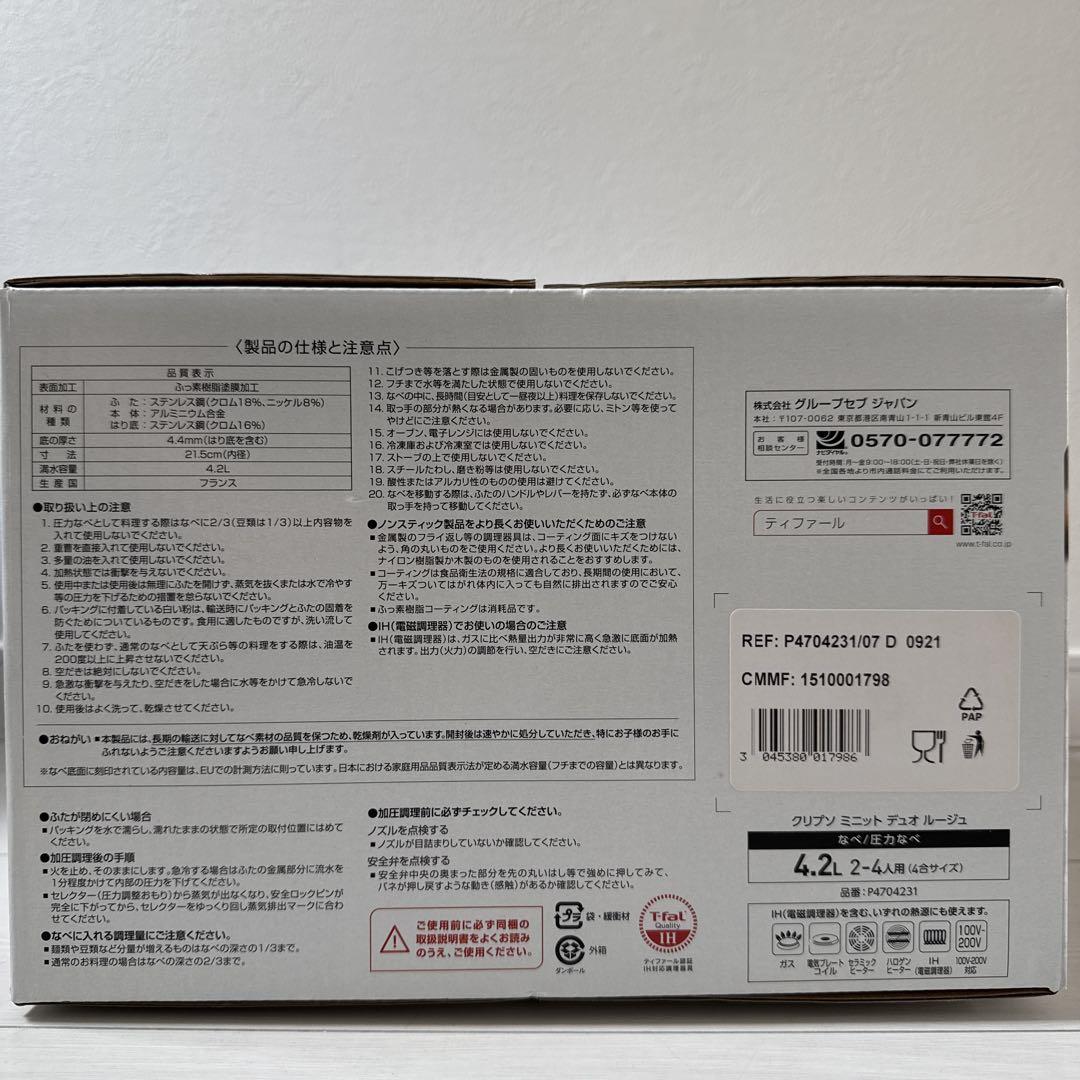 〈製品の仕様と注意点〉
品質表示
表面加工 ふっ素樹脂塗膜加工
材料の種類 ふた：ステンレス鋼(クロム18%、ニッケル8%)
本体：アルミニウム合金
はり底：ステンレス鋼(クロム16%)
底の厚さ 4.4mm(はり底を含む)
寸法 21.5cm(内径)
満水容量 4.2L
生産国 フランス
●取り扱い上の注意
1. 圧力なべとして料理する際はなべに2/3(豆類は1/3)以上内容物を
入れて使用しないでください。
2. 重曹を直接入れて使用しないでください。
3. 多量の油を入れて使用しないでください。
4. 加熱状態では衝撃を与えないでください。
5. 使用中または使用後は無理にふたを開けず、蒸気を抜くまたは水で冷やす
等の圧力を下げるための措置を怠らないでください。
6. パッキングに付着している白い粉は、輸送時にパッキングとふたの固着を
防ぐためについているものです。食用に適したものですが、洗い流して
使用してください。
7. ふたを使わず、通常のなべとして天ぷら等の料理をする際は、油温を
200度以上に上昇させないでください。
8. 空だきは絶対にしないでください。
9. 急激な衝撃を与えたり、空だきをした場合に水等をかけて急冷しないで
ください。
10. 使用後はよく洗って、乾燥させてください。
11. こげつき等を落とす際は金属製の固いものを使用しないでください。
12. フチまで水等を満たした状態で使用しないでください。
13. なべの中に、長時間(目安として一昼夜以上)料理を保存しないでください。
14. 取っ手の部分が熱くなる場合があります。必要に応じ、ミトン等を使って
やけどにご注意ください。
15. オーブン、電子レンジには使用しないでください。
16. 冷凍庫および冷凍室では使用しないでください。
17. ストーブの上で使用しないでください。
18. スチールたわし、磨き粉等は使用しないでください。
19. 酸性またはアルカリ性のものの使用は避けてください。
20. なべを移動する際は、ふたのハンドルやレバーを持たず、必ずなべ本体の
取っ手を持って移動してください。
●ノンスティック製品をより長くお使いいただくためのご注意
■金属製のフライ返し等の調理器具は、コーティング面にキズをつけない
よう、角の丸いものをご使用ください。より長くお使いいただくためには、
ナイロン樹脂製か木製のものを使用されることをおすすめします。
■コーティングは食品衛生法の規格に適合しており、長期間の使用において、
万一キズついてはがれ体内に入っても自然に排出されますのでご安心
ください。
■ふっ素樹脂コーティングは消耗品です。
●IH(電磁調理器)でお使いの場合のご注意
■IH(電磁調理器)は、ガスに比べ熱量出力が非常に高く急激に底面が加熱
されます。出力(火力)の調節を行い、空だきにご注意ください。
●おねがい ■本製品には、長期の輸送に対してなべ素材の品質を保つため、乾燥剤が入っています。開封後は速やかに処分していただき、特にお子様のお手に
ふれないようご注意くださいますようお願い申し上げます。
※なべ底面に刻印されている内容量は、EUでの計測方法に則っています。日本における家庭用品品質表示法が定める満水容量(フチまでの容量)とは異なります。
●ふたが閉めにくい場合
■パッキングを水で濡らし、濡れたままの状態で所定の取付位置にはめて
ください。
●加圧調理後の手順
■火を止め、そのままにします。急冷する場合はふたの金属部分に流水を
1分程度かけて内部の圧力を下げてください。
■セレクター(圧力調整おもり)から蒸気が出なくなり、安全ロックピンが
完全に下がってから、セレクターをゆっくり回し蒸気排出マークに合わ
せてください。
●なべに入れる調理量にご注意ください。
■麺類や豆類など分量が増えるものはなべの深さの1/3まで。
■通常のお料理の場合はなべの深さの2/3まで。
●加圧調理前に必ずチェックしてください。
ノズルを点検する
■ノズルが目詰まりしていないか確認してください。
安全弁を点検する
■安全弁中央の奥まった部分を先の丸いはし等で強めに押してみて、
バネが押し戻すような動き(感触)があるか確認してください。
ご使用前に必ず同梱の
取扱説明書をよくお読み
のうえ、ご使用ください。
プラ 袋・緩衝材
ダンボール 外箱
T-fal
Quality
IH
ティファール認証
IH対応調理器具
株式会社 グループセブ ジャパン
本社：〒107-0062 東京都港区南青山1-1-1 新青山ビル東館4F
お客様
相談センター
ナビダイヤル
0570-077772
受付時間：月〜金9:00〜18:00(土・日・祝日・弊社休業日を除く)
※全国各地より市内通話料金にてご利用いただけます。
生活に役立つ楽しいコンテンツがいっぱい！
ティファール
T-fal
www.t-fal.co.jp
REF: P4704231/07 D 0921
CMMF: 1510001798
PAP
3 045380 017986
クリプソ ミニット デュオ ルージュ
なべ/圧力なべ
4.2L 2-4人用(4合サイズ)
品番：P4704231
IH(電磁調理器)を含む、いずれの熱源にも使えます。
100V-
200V
ガス
電気プレート
コイル
セラミック
ヒーター
ハロゲン
ヒーター
IH
(電磁調理器)
100V-200V
対応